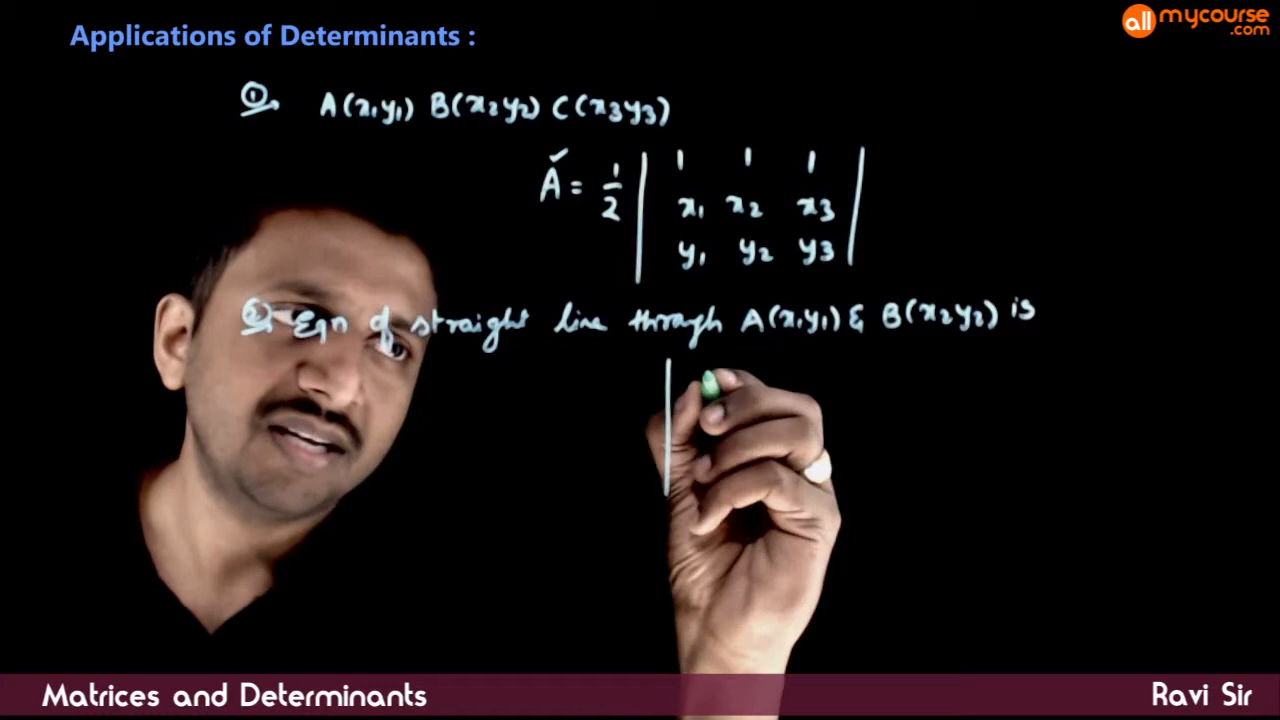 allmycourse.com
Applications of Determinants :
①. A(x₁y₁) B(x₂y₂) C(x₃y₃)
A = 1/2 | 1 1 1 |
| x₁ x₂ x₃ |
| y₁ y₂ y₃ |
②. Eqn of straight line through A(x₁y₁) & B(x₂y₂) is
Matrices and Determinants
Ravi Sir